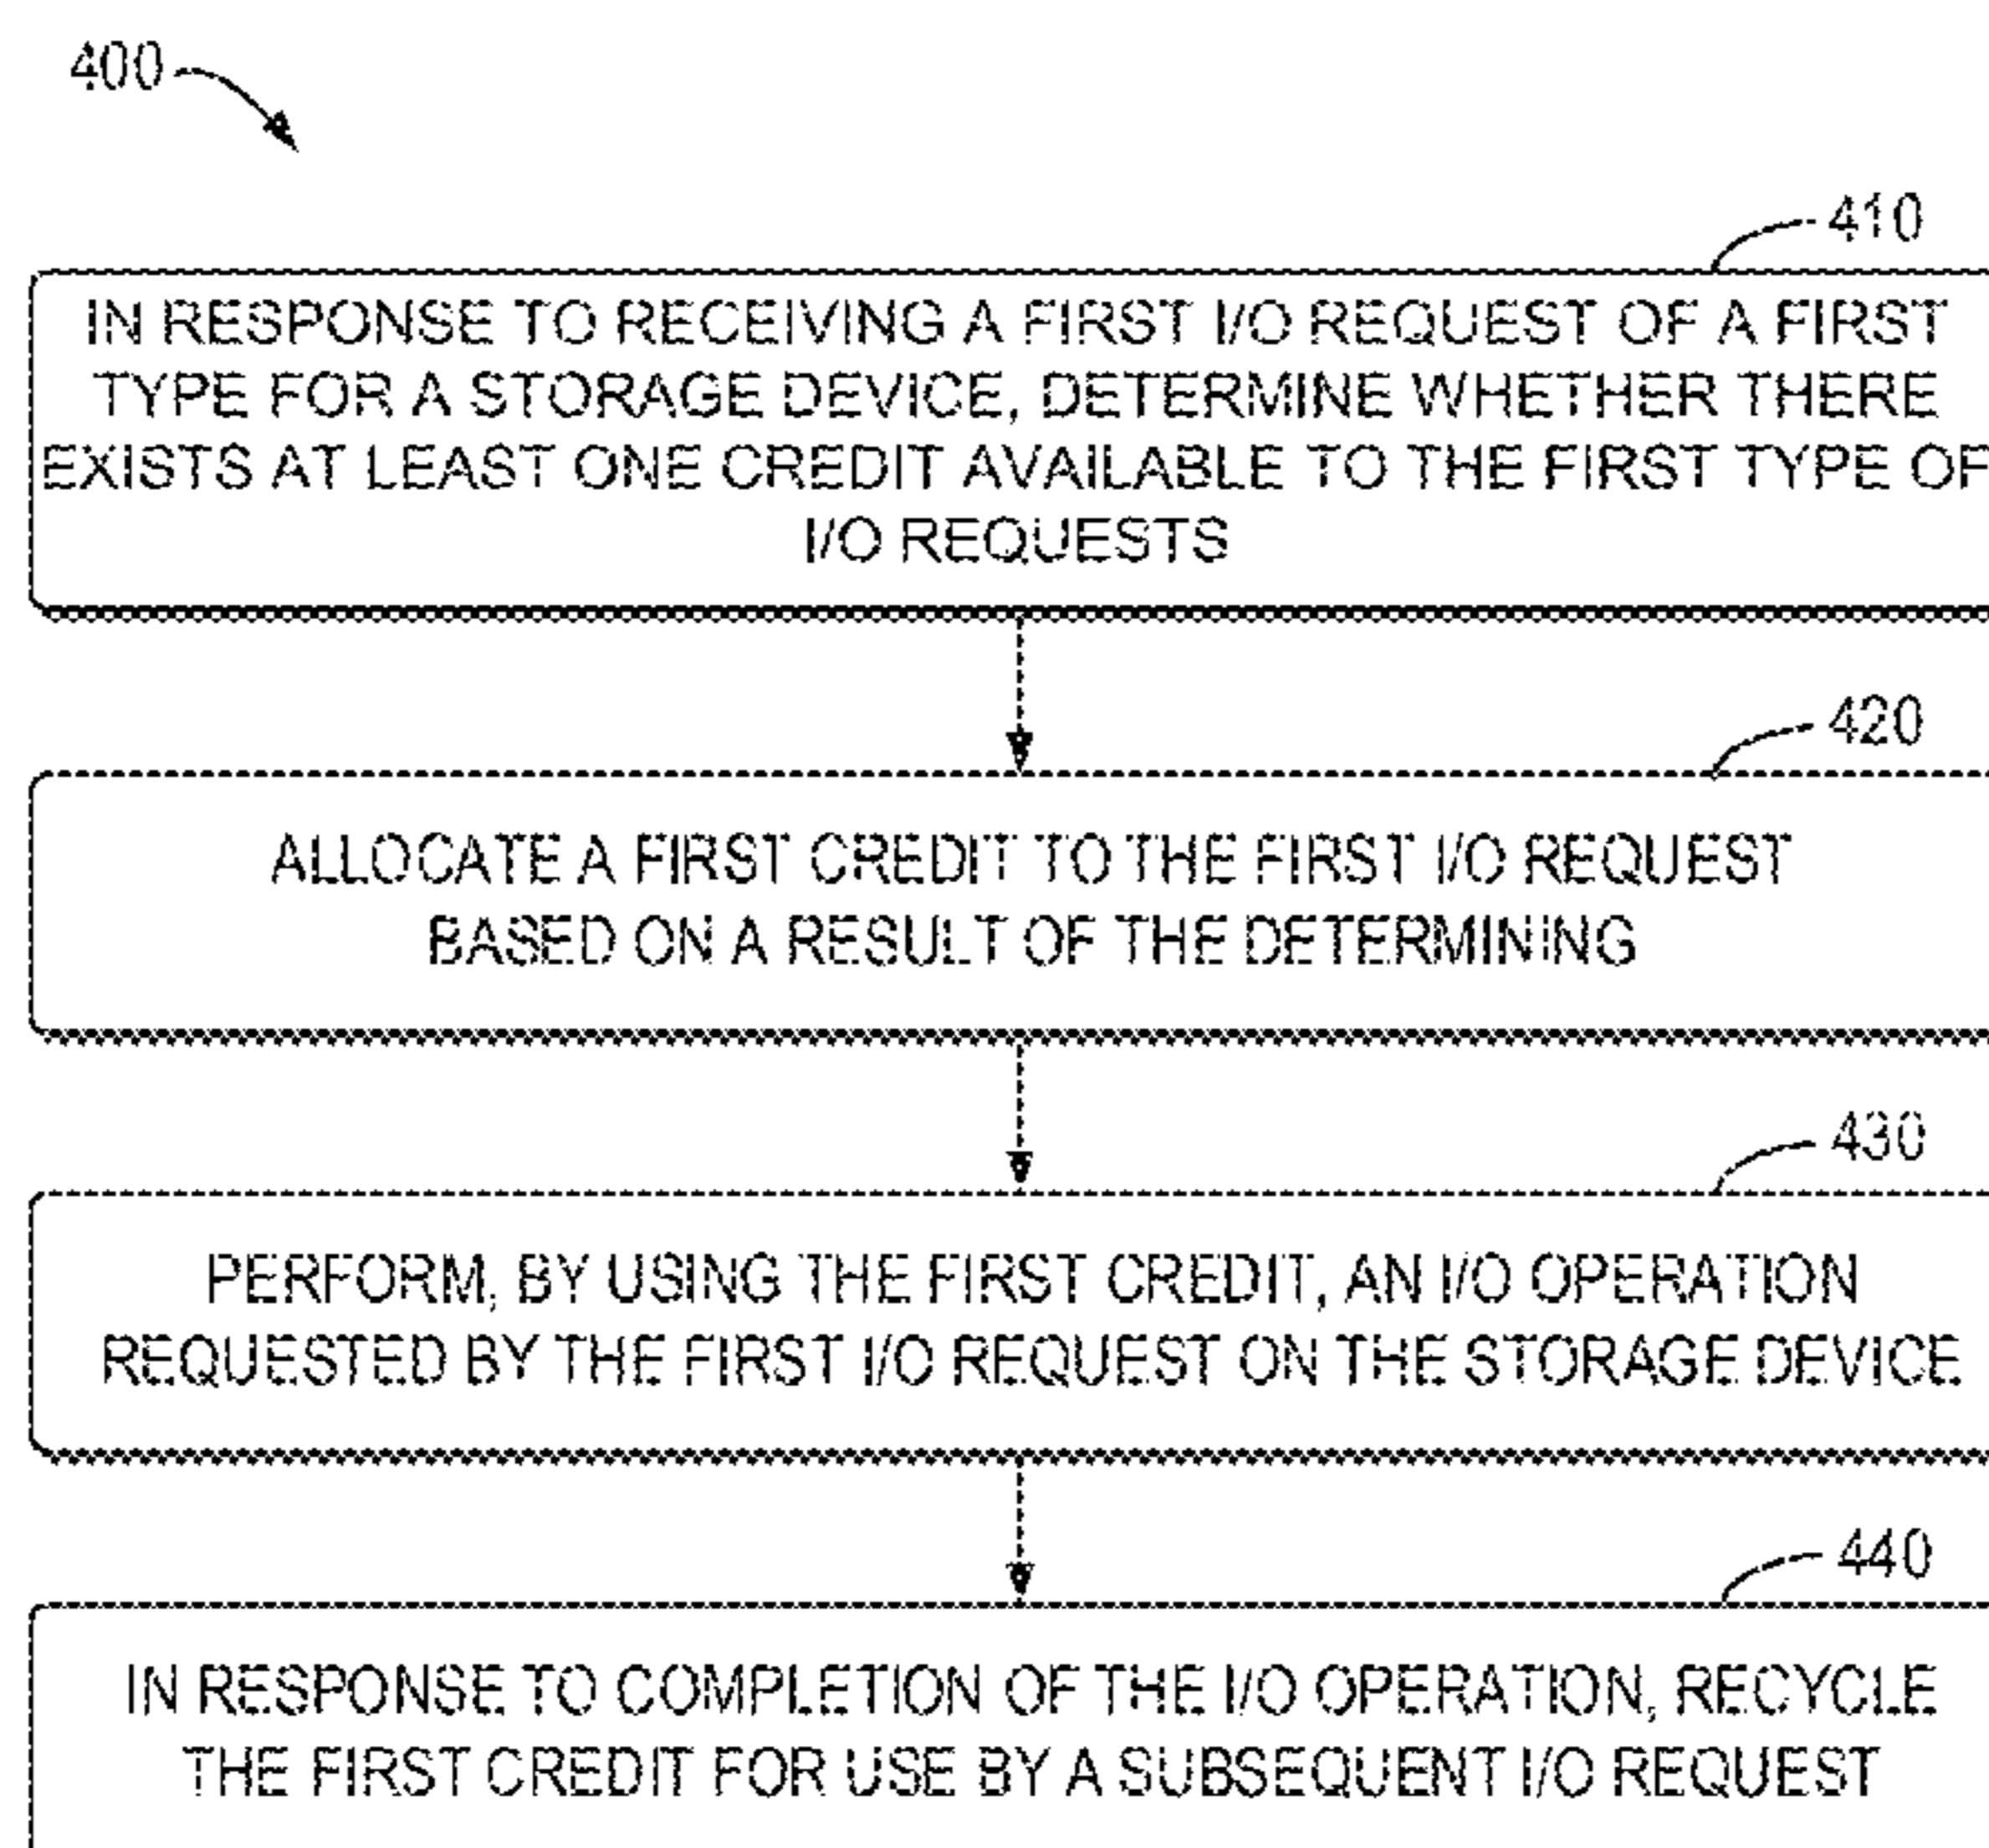 400
410
IN RESPONSE TO RECEIVING A FIRST I/O REQUEST OF A FIRST
TYPE FOR A STORAGE DEVICE, DETERMINE WHETHER THERE
EXISTS AT LEAST ONE CREDIT AVAILABLE TO THE FIRST TYPE OF
I/O REQUESTS
420
ALLOCATE A FIRST CREDIT TO THE FIRST I/O REQUEST
BASED ON A RESULT OF THE DETERMINING
430
PERFORM, BY USING THE FIRST CREDIT, AN I/O OPERATION
REQUESTED BY THE FIRST I/O REQUEST ON THE STORAGE DEVICE
440
IN RESPONSE TO COMPLETION OF THE I/O OPERATION, RECYCLE
THE FIRST CREDIT FOR USE BY A SUBSEQUENT I/O REQUEST